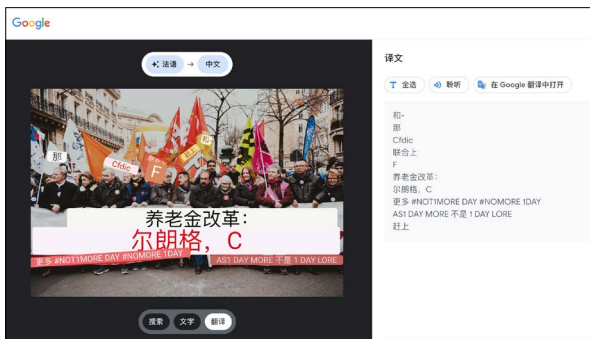 Google
法语 → 中文
译文
全选
聆听
在 Google 翻译中打开
那
Cfdic
F
养老金改革：
尔朗格，C
更多 #NOT1MORE DAY #NOMORE 1DAY
AS1 DAY MORE 不是 1 DAY LORE
搜索
文字
翻译
和-
那
Cfdic
联合上
F
养老金改革：
尔朗格，C
更多 #NOT1MORE DAY #NOMORE 1DAY
AS1 DAY MORE 不是 1 DAY LORE
赶上